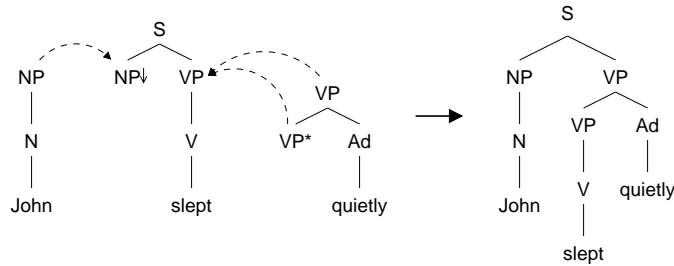 S S
NP NP↓ VP NP VP
VP
N V VP* Ad N VP Ad
John slept quietly John V quietly
slept